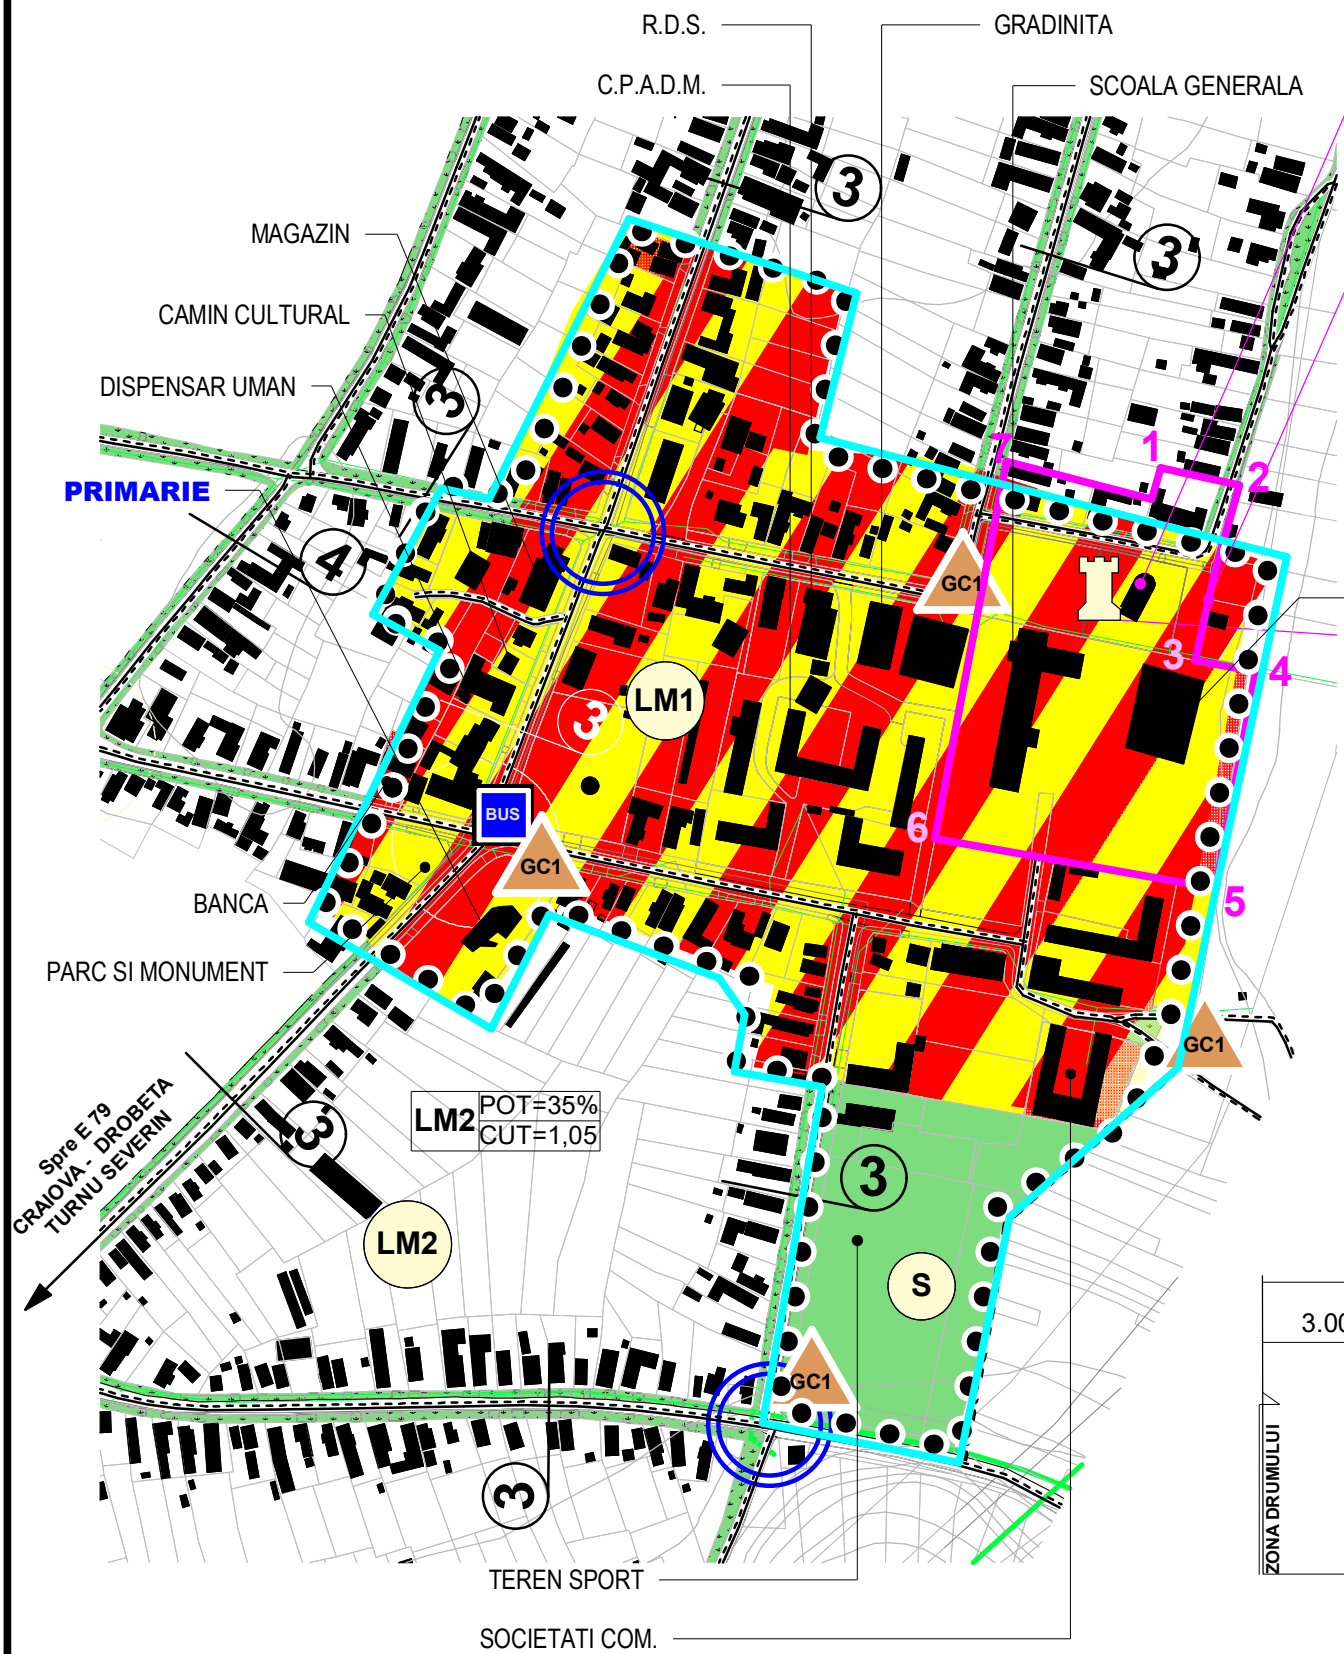 R.D.S.
GRADINITA
C.P.A.D.M.
SCOALA GENERALA
3
MAGAZIN
3
CAMIN CULTURAL
DISPENSAR UMAN
3
7
1
2
PRIMARIE
4
GC1
3
4
LM1
3
BUS
6
GC1
5
BANCA
PARC SI MONUMENT
GC1
Spre E 79
CRAIOVA - DROBETA
TURNU SEVERIN
LM2
POT=35%
CUT=1,05
3
3
LM2
S
3.00
GC1
3
ZONA DRUMULUI
TEREN SPORT
SOCIETATI COM.